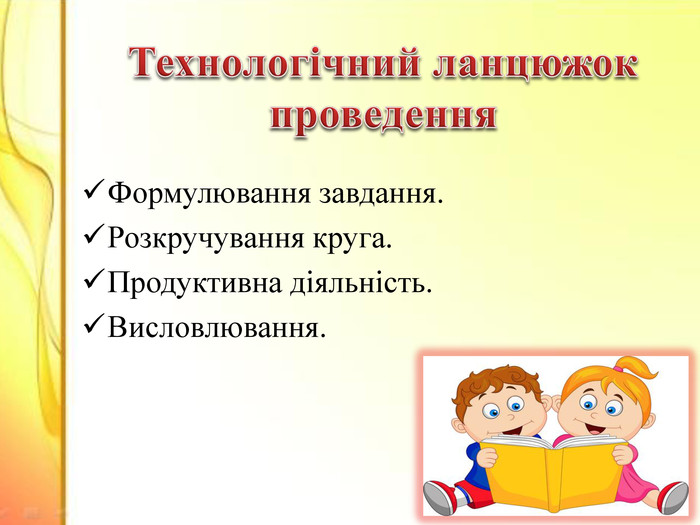 Технологічний ланцюжок
проведення
✓Формулювання завдання.
✓Розкручування круга.
✓Продуктивна діяльність.
✓Висловлювання.